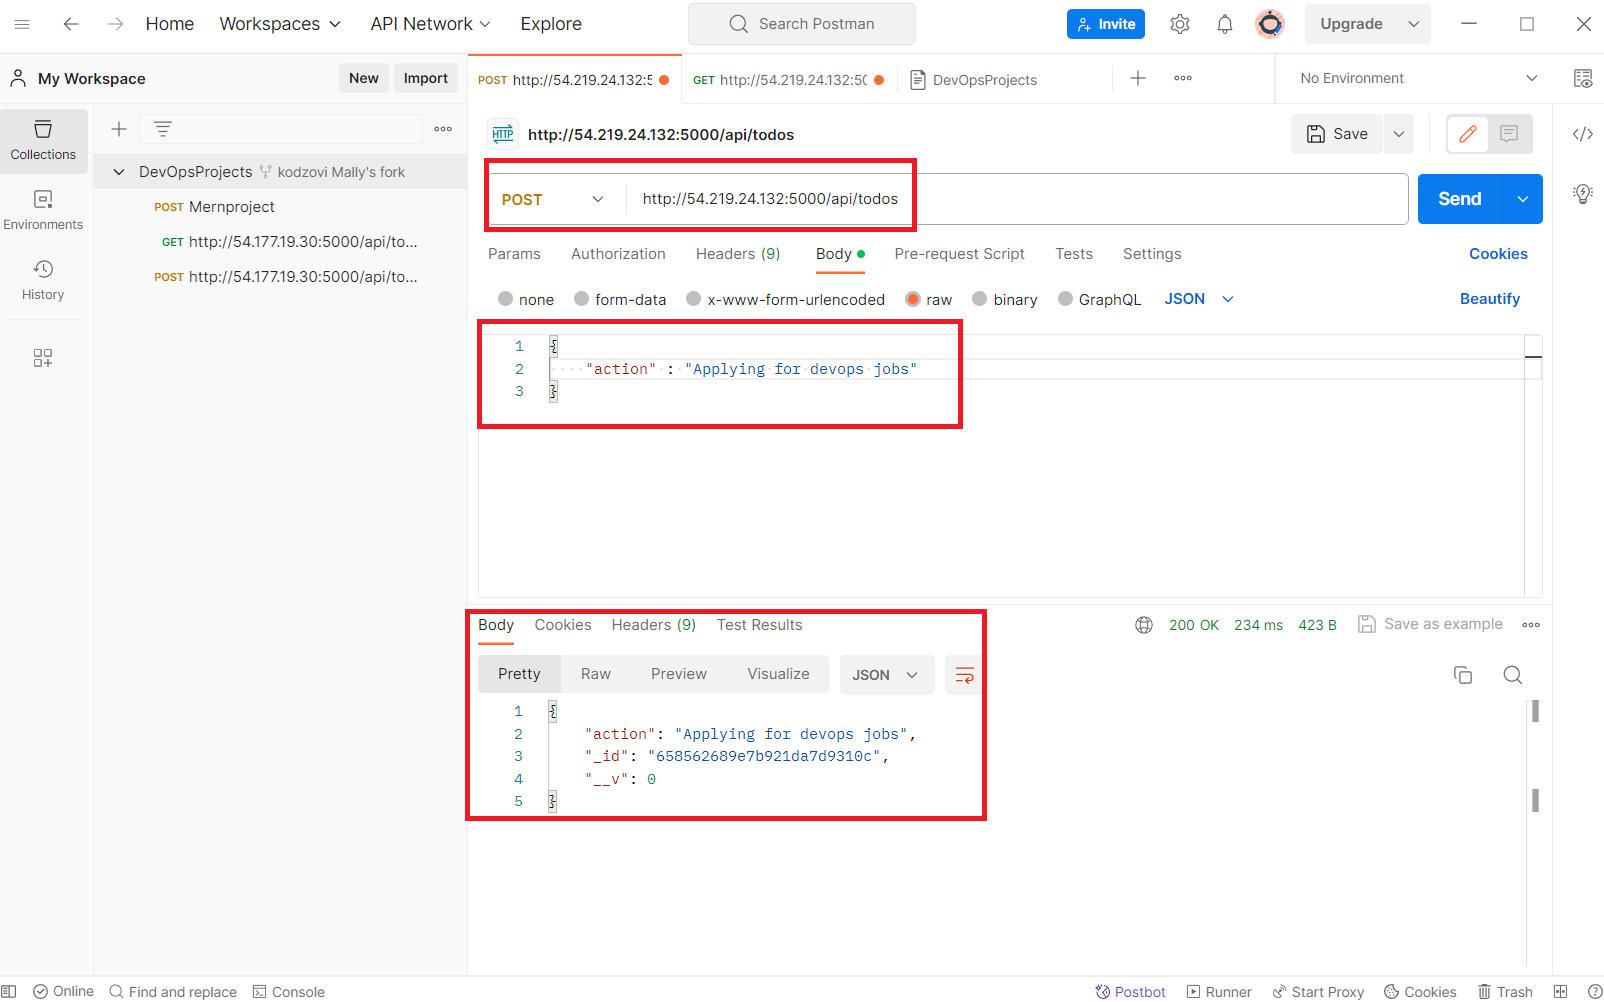 Home Workspaces API Network Explore Search Postman Invite Upgrade
My Workspace New Import POST http://54.219.24.132:5 GET http://54.219.24.132:50 DevOpsProjects No Environment
Collections
Environments
History
DevOpsProjects kodzovi Mally's fork
POST Mernproject
GET http://54.177.19.30:5000/api/to...
POST http://54.177.19.30:5000/api/to...
HTTP http://54.219.24.132:5000/api/todos Save
POST http://54.219.24.132:5000/api/todos Send
Params Authorization Headers (9) Body Pre-request Script Tests Settings Cookies
none form-data x-www-form-urlencoded raw binary GraphQL JSON Beautify
1 {
2 "action" : "Applying for devops jobs"
3 }
Body Cookies Headers (9) Test Results 200 OK 234 ms 423 B Save as example
Pretty Raw Preview Visualize JSON
1 {
2 "action": "Applying for devops jobs",
3 "_id": "658562689e7b921da7d9310c",
4 "__v": 0
5 }
Online Find and replace Console Postbot Runner Start Proxy Cookies Trash